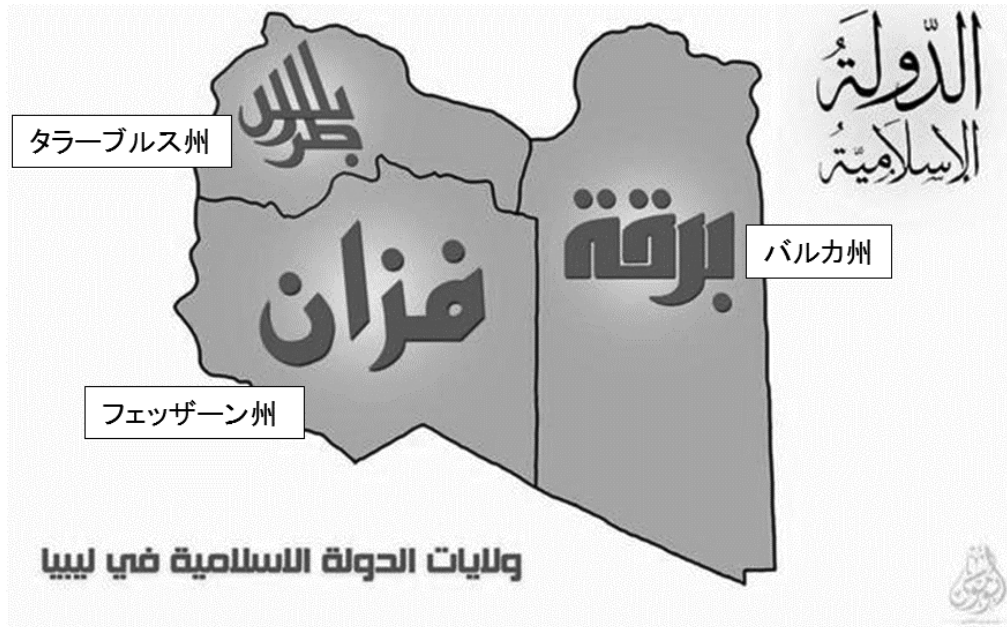 الدّولَةُ
الإسلاميَّةُ
طرابلس
タラーブルス州
برقة
バルカ州
فزان
フェッザーン州
ولايات الدولة الاسلامية في ليبيا